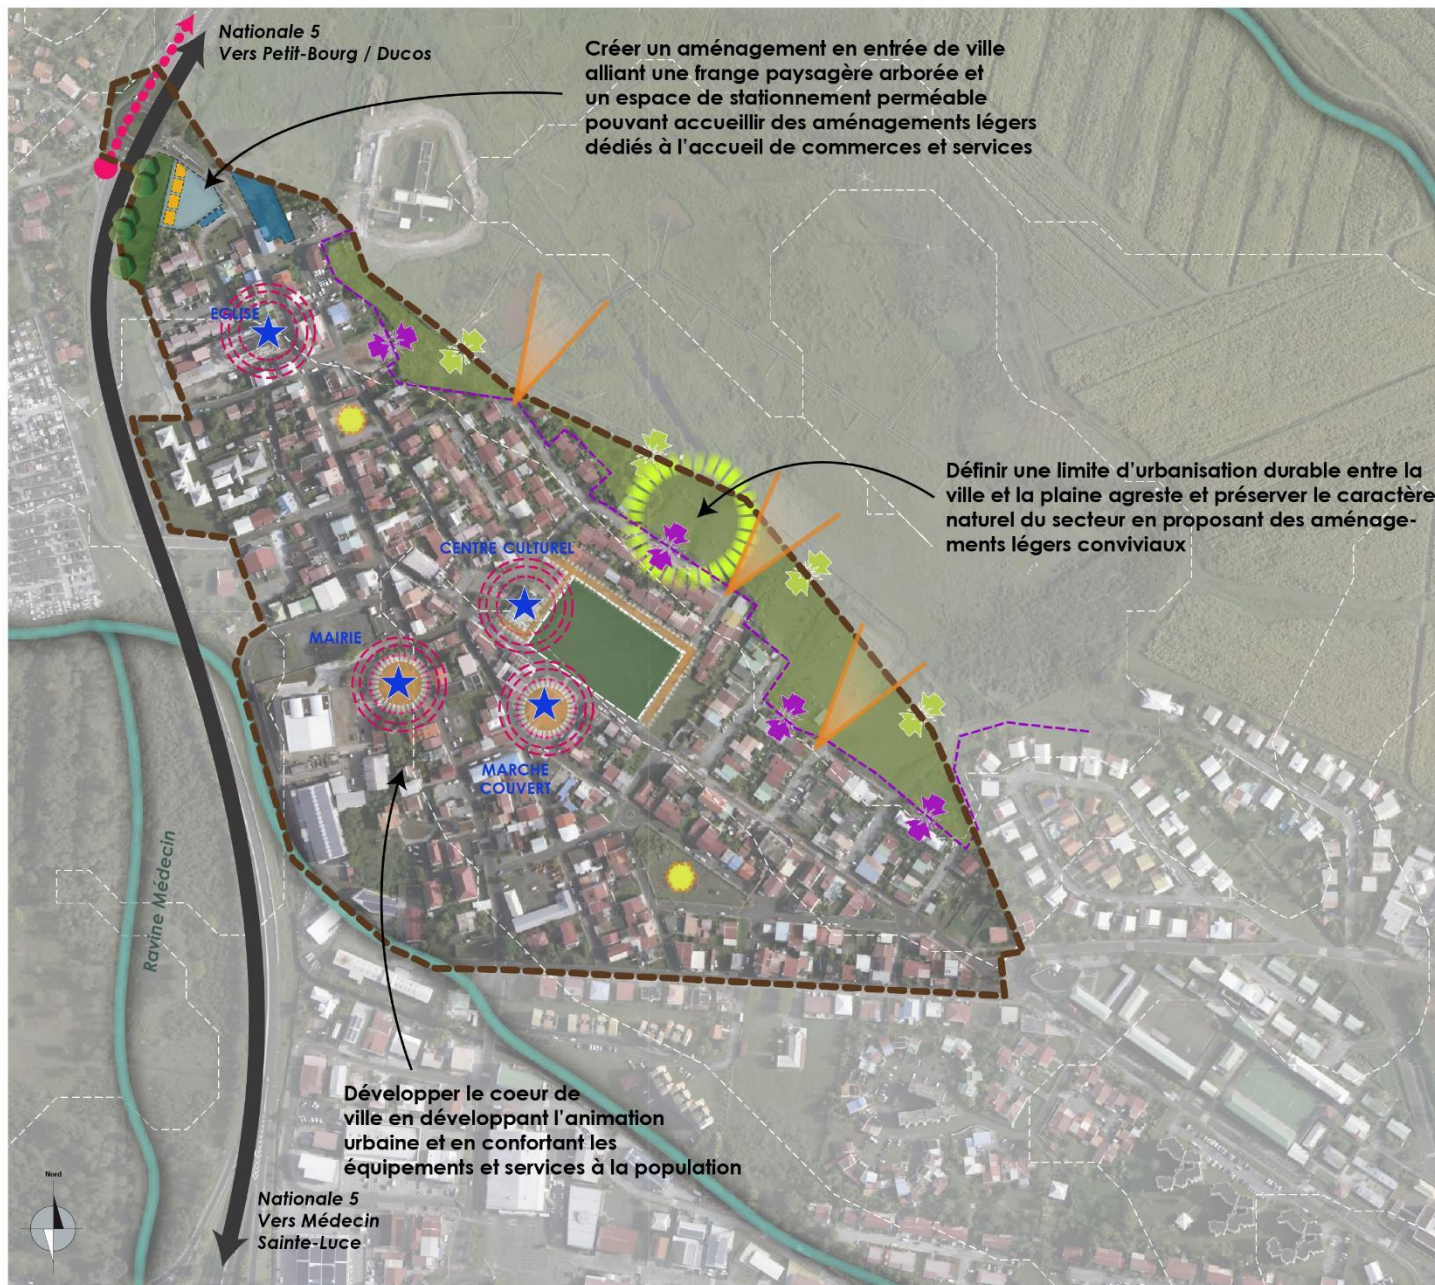 Nationale 5
Vers Petit-Bourg / Ducos
Créer un aménagement en entrée de ville
alliant une frange paysagère arborée et
un espace de stationnement perméable
pouvant accueillir des aménagements légers
dédiés à l'accueil de commerces et services
EGLISE
Définir une limite d'urbanisation durable entre la
ville et la plaine agreste et préserver le caractère
naturel du secteur en proposant des aménage-
ments légers conviviaux
CENTRE CULTUREL
MAIRIE
MARCHE
COUVERT
Ravine Médecin
Développer le coeur de
ville en développant l'animation
urbaine et en confortant les
équipements et services à la population
Nord
Nationale 5
Vers Médecin
Sainte-Luce